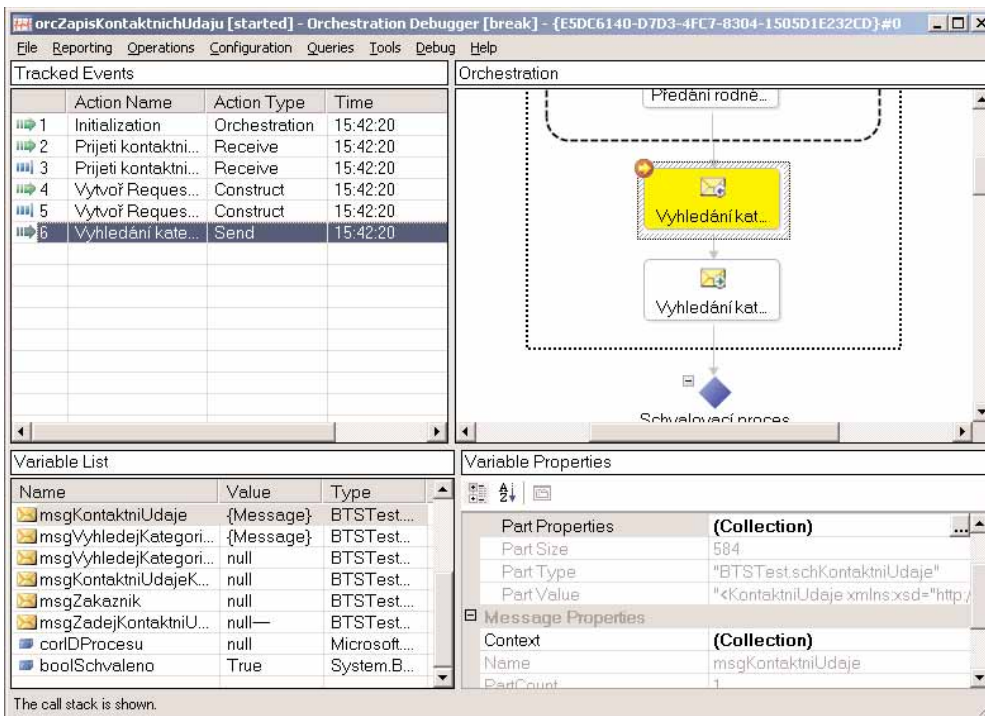 orcZapisKontaktnichUdaju [started] - Orchestration Debugger [break] - {E5DC6140-D7D3-4FC7-8304-1505D1E232CD}#0
File Reporting Operations Configuration Queries Tools Debug Help
Tracked Events
Action Name Action Type Time
1 Initialization Orchestration 15:42:20
2 Prijeti kontaktni... Receive 15:42:20
3 Prijeti kontaktni... Receive 15:42:20
4 Vytvoř Reques... Construct 15:42:20
5 Vytvoř Reques... Construct 15:42:20
6 Vyhledání kate... Send 15:42:20
Orchestration
Předání rodné...
Vyhledání kat...
Vyhledání kat...
Schvalovací proces
Variable List
Name Value Type
msgKontaktniUdaje {Message} BTSTest....
msgVyhledejKategori... {Message} BTSTest....
msgVyhledejKategori... null BTSTest....
msgKontaktniUdajeK... null BTSTest....
msgZakaznik null BTSTest....
msgZadejKontaktniU... null— BTSTest....
corIDProcesu null Microsoft....
boolSchvaleno True System.B...
Variable Properties
Part Properties (Collection) ...
Part Size 584
Part Type "BTSTest.schKontaktniUdaje"
Part Value "<KontaktniUdaje xmlns:xsd="http:/
Message Properties
Context (Collection)
Name msgKontaktniUdaje
PartCount 1
The call stack is shown.